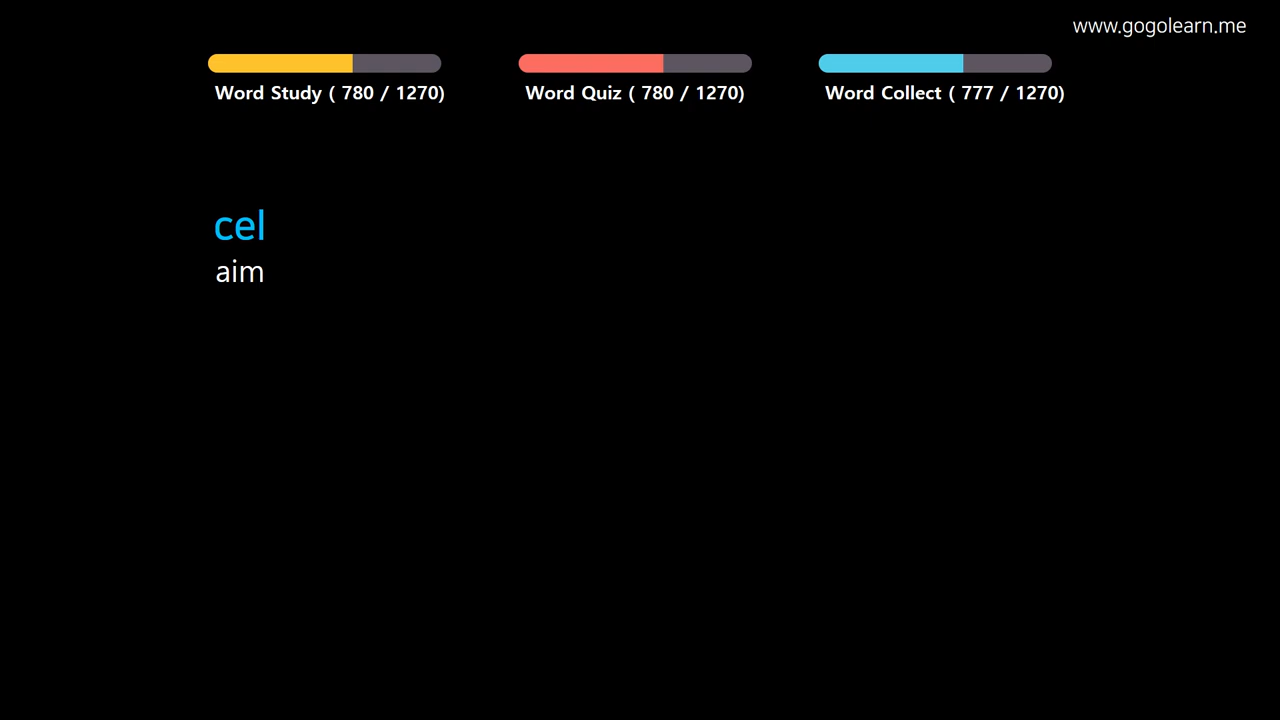 www.gogolearn.me
Word Study ( 780 / 1270)
Word Quiz ( 780 / 1270)
Word Collect ( 777 / 1270)
cel
aim